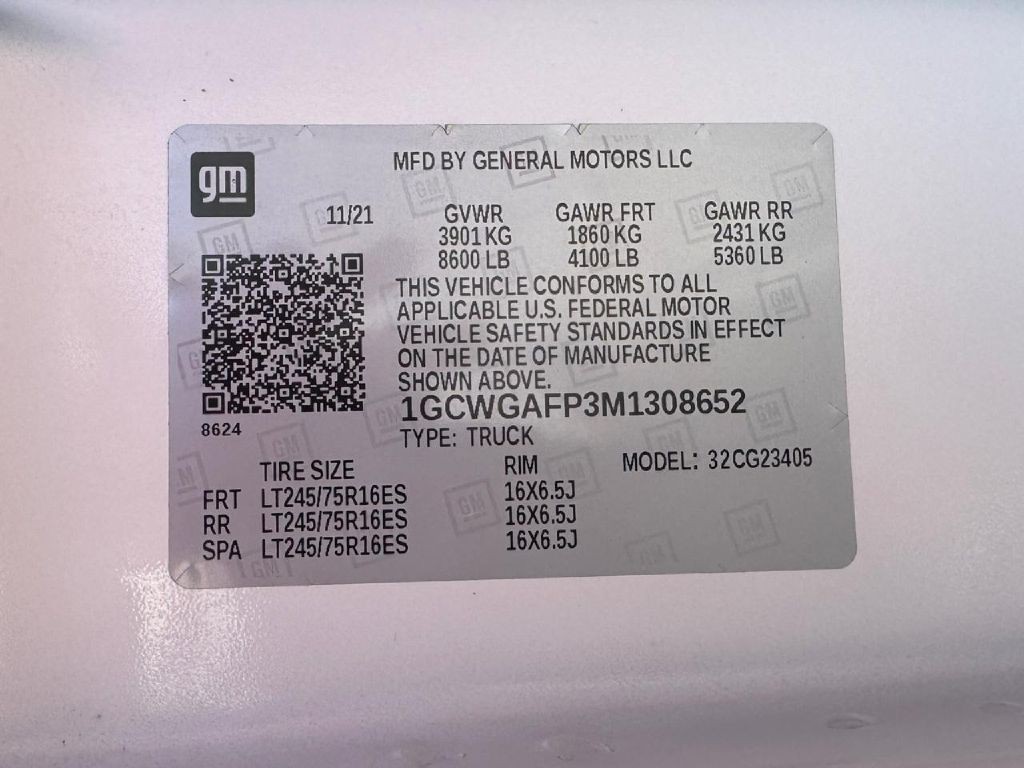 gm
MFD BY GENERAL MOTORS LLC
11/21 GVWR GAWR FRT GAWR RR
3901 KG 1860 KG 2431 KG
8600 LB 4100 LB 5360 LB
THIS VEHICLE CONFORMS TO ALL
APPLICABLE U.S. FEDERAL MOTOR
VEHICLE SAFETY STANDARDS IN EFFECT
ON THE DATE OF MANUFACTURE
SHOWN ABOVE.
1GCWGAFP3M1308652
8624
TYPE: TRUCK
TIRE SIZE RIM MODEL: 32CG23405
FRT LT245/75R16ES 16X6.5J
RR LT245/75R16ES 16X6.5J
SPA LT245/75R16ES 16X6.5J